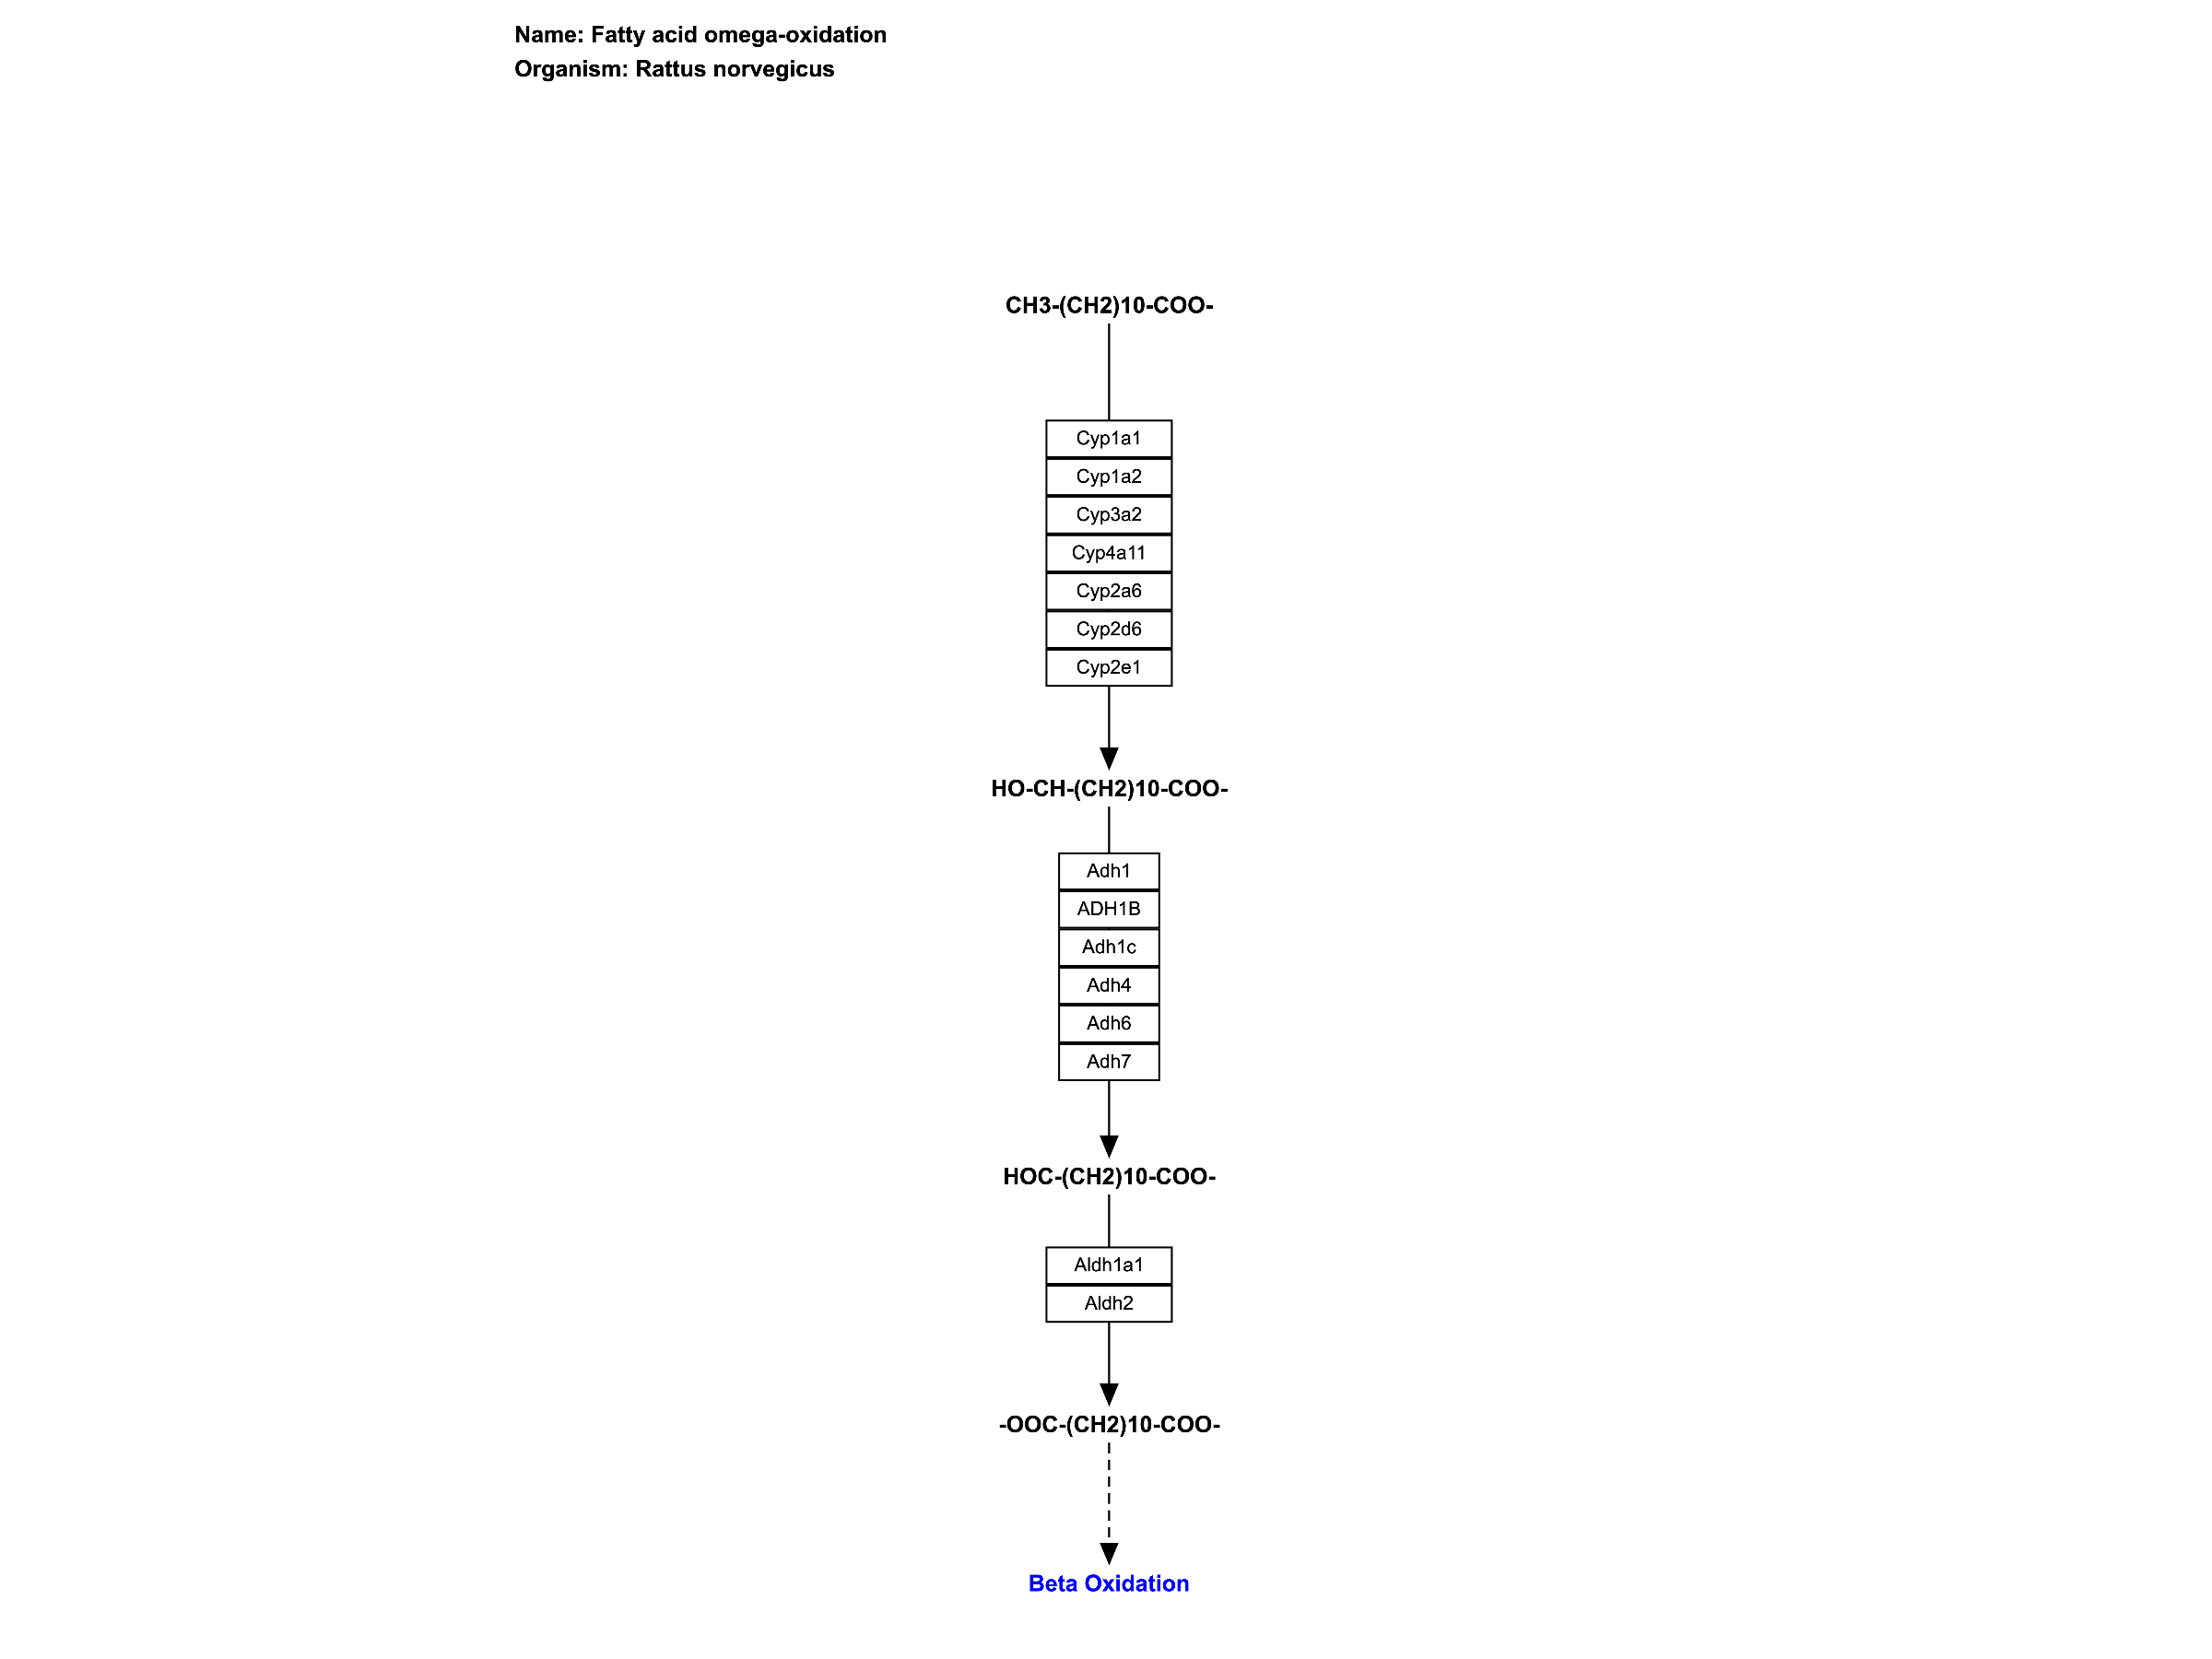 Name: Fatty acid omega-oxidation
Organism: Rattus norvegicus
CH3-(CH2)10-COO-
Cyp1a1
Cyp1a2
Cyp3a2
Cyp4a11
Cyp2a6
Cyp2d6
Cyp2e1
HO-CH-(CH2)10-COO-
Adh1
ADH1B
Adh1c
Adh4
Adh6
Adh7
HOC-(CH2)10-COO-
Aldh1a1
Aldh2
-OOC-(CH2)10-COO-
Beta Oxidation